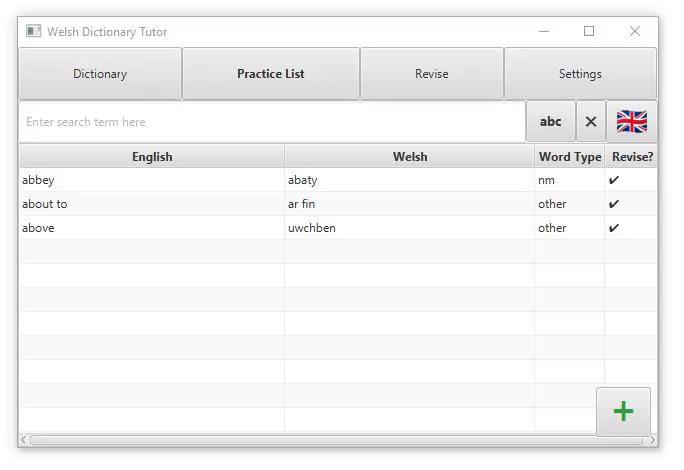 Welsh Dictionary Tutor
Dictionary Practice List Revise Settings
Enter search term here abc
English Welsh Word Type Revise?
abbey abaty nm ✔
about to ar fin other ✔
above uwchben other ✔